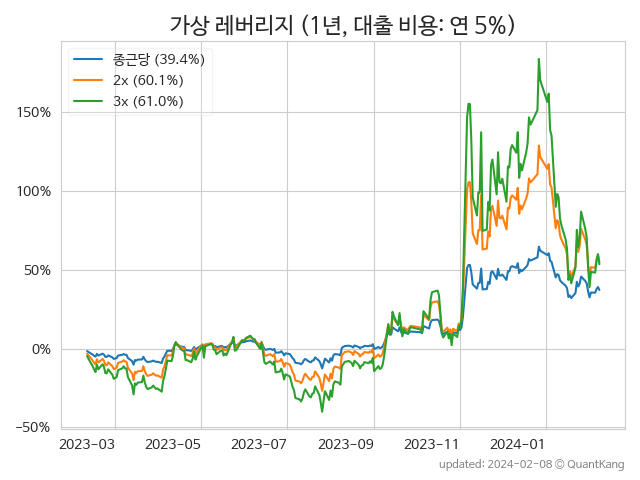 가상 레버리지 (1년, 대출 비용: 연 5%)
종근당 (39.4%)
2x (60.1%)
3x (61.0%)
150%
100%
50%
0%
−50%
2023-03 2023-05 2023-07 2023-09 2023-11 2024-01
updated: 2024-02-08 © QuantKang